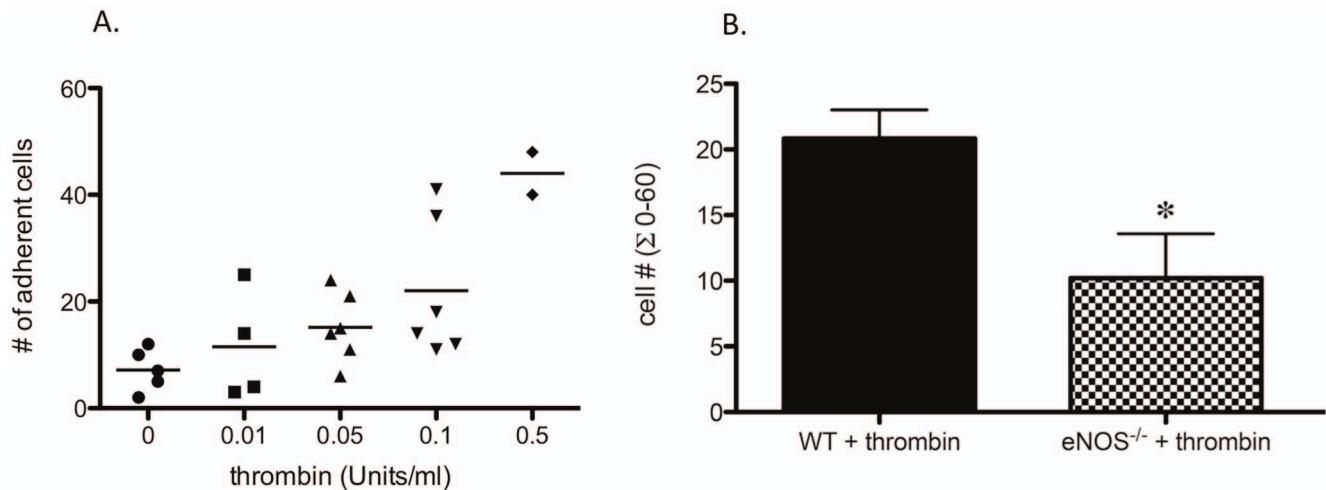 A.
60
40
20
0
# of adherent cells
0 0.01 0.05 0.1 0.5
thrombin (Units/ml)
B.
25
20
15
10
5
0
cell # (Σ 0-60)
*
WT + thrombin eNOS-/- + thrombin